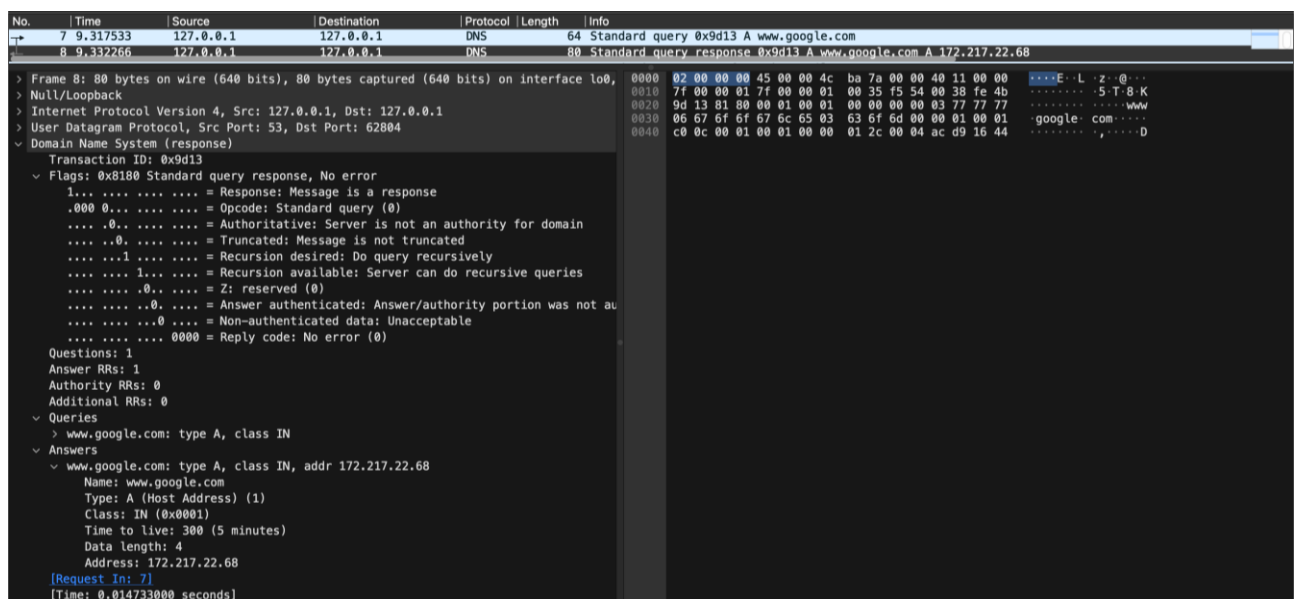 No. Time Source Destination Protocol Length Info
7 9.317533 127.0.0.1 127.0.0.1 DNS 64 Standard query 0x9d13 A www.google.com
8 9.332266 127.0.0.1 127.0.0.1 DNS 80 Standard query response 0x9d13 A www.google.com A 172.217.22.68
> Frame 8: 80 bytes on wire (640 bits), 80 bytes captured (640 bits) on interface lo0,
> Null/Loopback
> Internet Protocol Version 4, Src: 127.0.0.1, Dst: 127.0.0.1
> User Datagram Protocol, Src Port: 53, Dst Port: 62804
Domain Name System (response)
Transaction ID: 0x9d13
Flags: 0x8180 Standard query response, No error
1... .... .... .... = Response: Message is a response
.000 0... .... .... = Opcode: Standard query (0)
.... .0.. .... .... = Authoritative: Server is not an authority for domain
.... ..0. .... .... = Truncated: Message is not truncated
.... ...1 .... .... = Recursion desired: Do query recursively
.... .... 1... .... = Recursion available: Server can do recursive queries
.... .... .0.. .... = Z: reserved (0)
.... .... ..0. .... = Answer authenticated: Answer/authority portion was not au
.... .... ...0 .... = Non-authenticated data: Unacceptable
.... .... .... 0000 = Reply code: No error (0)
Questions: 1
Answer RRs: 1
Authority RRs: 0
Additional RRs: 0
Queries
> www.google.com: type A, class IN
Answers
www.google.com: type A, class IN, addr 172.217.22.68
Name: www.google.com
Type: A (Host Address) (1)
Class: IN (0x0001)
Time to live: 300 (5 minutes)
Data length: 4
Address: 172.217.22.68
[Request In: 7]
[Time: 0.014733000 seconds]
0000 02 00 00 00 45 00 00 4c ba 7a 00 00 40 11 00 00 ····E··L ·z··@···
0010 7f 00 00 01 7f 00 00 01 00 35 f5 54 00 38 fe 4b ········ ·5·T·8·K
0020 9d 13 81 80 00 01 00 01 00 00 00 00 03 77 77 77 ········ ·····www
0030 06 67 6f 6f 67 6c 65 03 63 6f 6d 00 00 01 00 01 ·google· com·····
0040 c0 0c 00 01 00 01 00 00 01 2c 00 04 ac d9 16 44 ········ ·,·····D